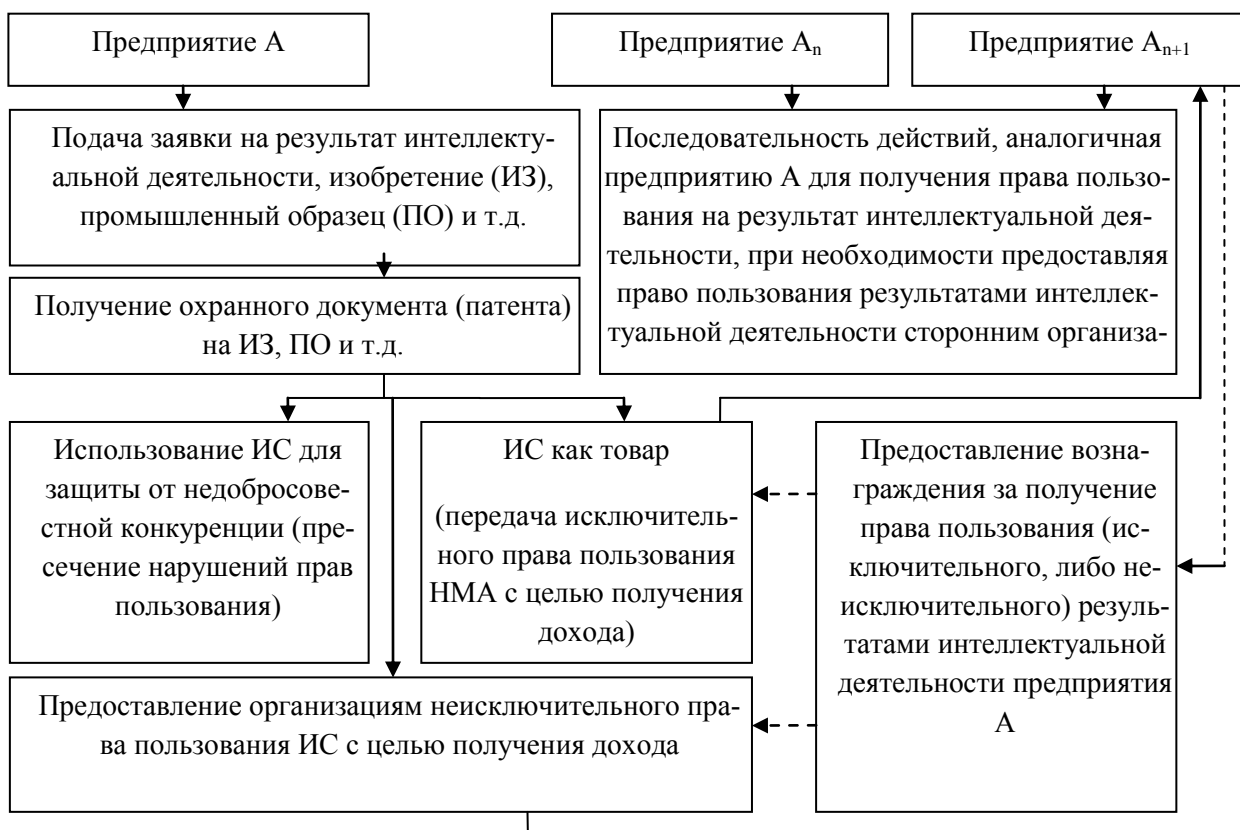 Предприятие А
Предприятие Аn
Предприятие Аn+1
Подача заявки на результат интеллекту-
альной деятельности, изобретение (ИЗ),
промышленный образец (ПО) и т.д.
Последовательность действий, аналогичная
предприятию А для получения права пользо-
вания на результат интеллектуальной дея-
тельности, при необходимости предоставляя
право пользования результатами интеллек-
туальной деятельности сторонним организа-
Получение охранного документа (патента)
на ИЗ, ПО и т.д.
Использование ИС для
защиты от недобросове-
стной конкуренции (пре-
сечение нарушений прав
пользования)
ИС как товар
(передача исключитель-
ного права пользования
НМА с целью получения
дохода)
Предоставление возна-
граждения за получение
права пользования (ис-
ключительного, либо не-
исключительного) резуль-
татами интеллектуальной
деятельности предприятия
А
Предоставление организациям неисключительного пра-
ва пользования ИС с целью получения дохода